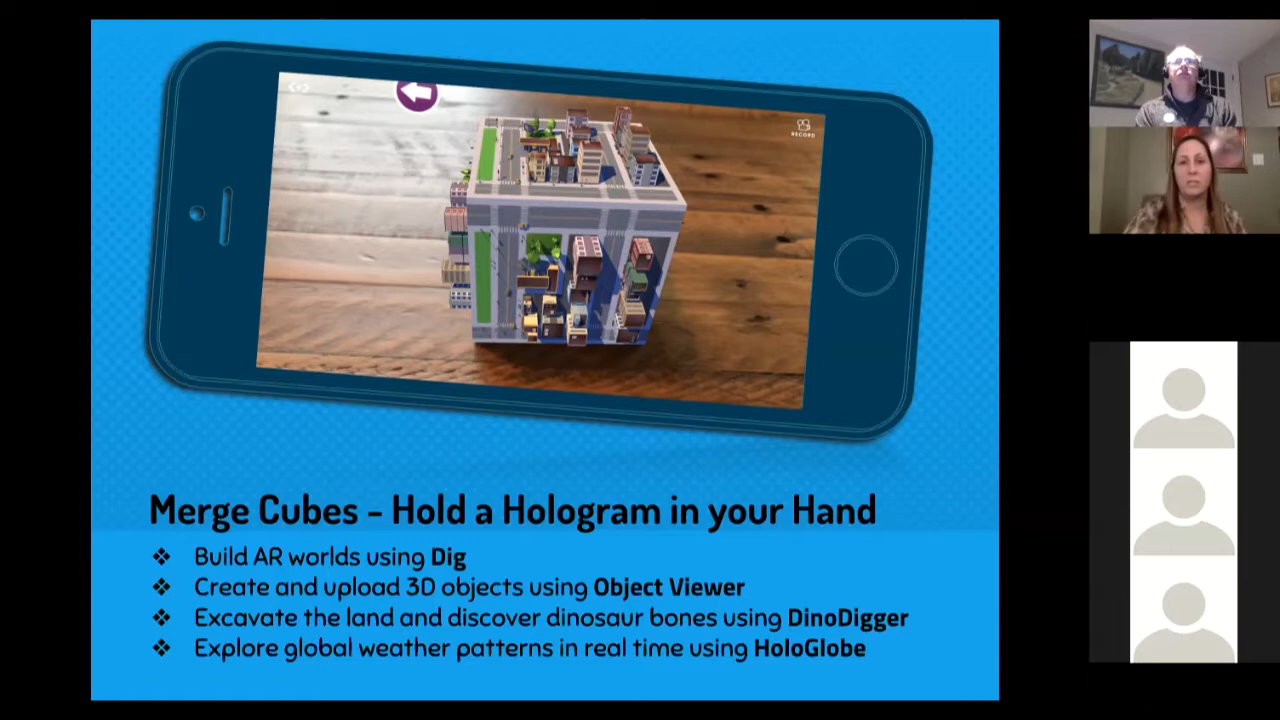 RECORD
Merge Cubes - Hold a Hologram in your Hand
❖ Build AR worlds using Dig
❖ Create and upload 3D objects using Object Viewer
❖ Excavate the land and discover dinosaur bones using DinoDigger
❖ Explore global weather patterns in real time using HoloGlobe